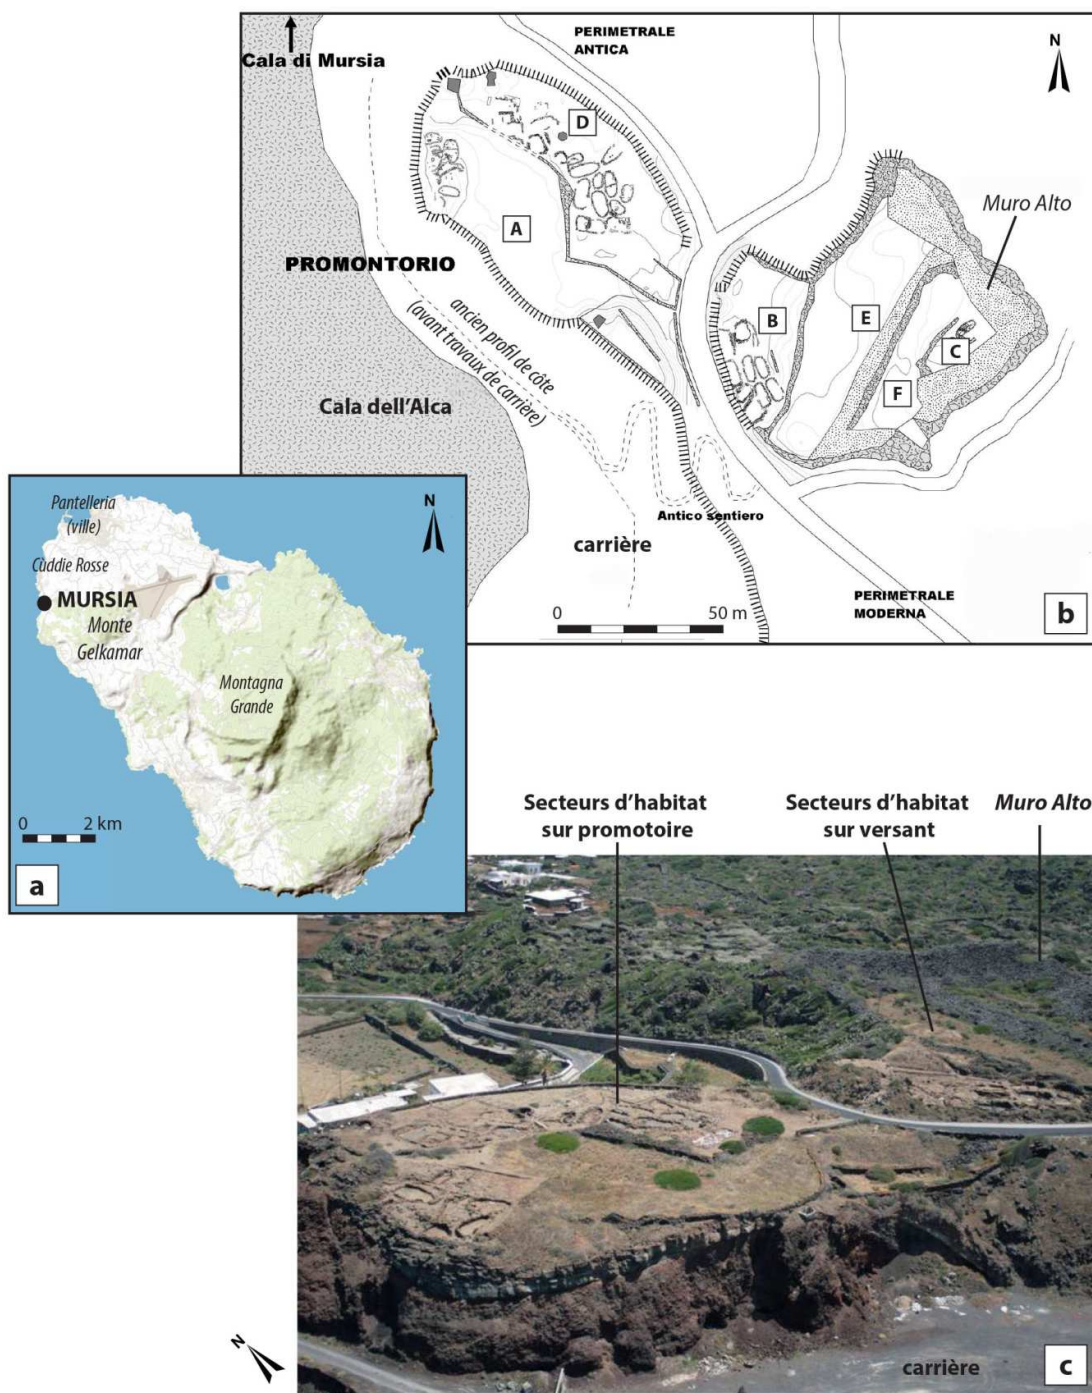 PERIMETRALE
ANTICA
N
Cala di Mursia
D
Muro Alto
A
PROMONTORIO
B
E
C
F
ancien profil de côte
(avant travaux de carrière)
Cala dell'Alca
Antico sentiero
carrière
0 50 m
PERIMETRALE
MODERNA
b
Pantelleria
(ville)
N
Cuddie Rosse
MURSIA
Monte
Gelkamar
Montagna
Grande
0 2 km
a
Secteurs d'habitat
sur promotoire
Secteurs d'habitat
sur versant
Muro Alto
N
carrière
c